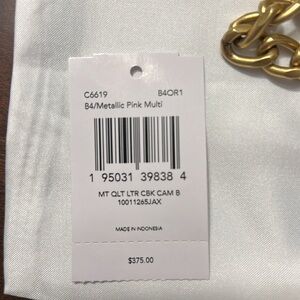 C6619 B4OR1
B4/Metallic Pink Multi
1 95031 39838 4
MT QLT LTR CBK CAM B
10011265JAX
MADE IN INDONESIA
$375.00